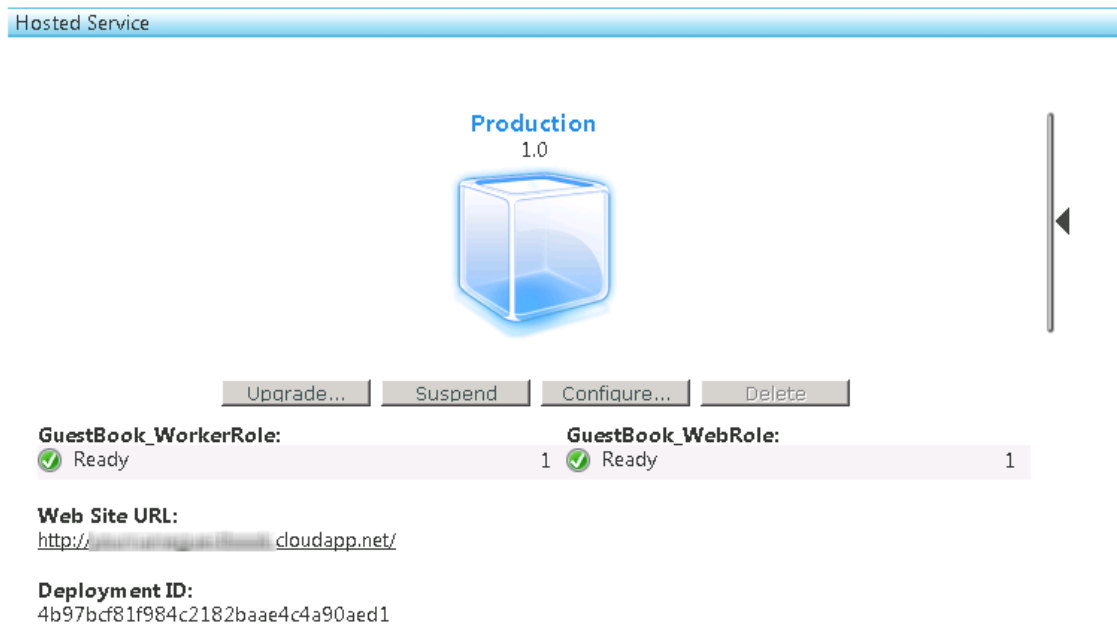 Hosted Service
Production
1.0
Upgrade... Suspend Configure... Delete
GuestBook_WorkerRole: GuestBook_WebRole:
Ready 1 Ready 1
Web Site URL:
http:// .cloudapp.net/
Deployment ID:
4b97bcf81f984c2182baae4c4a90aed1